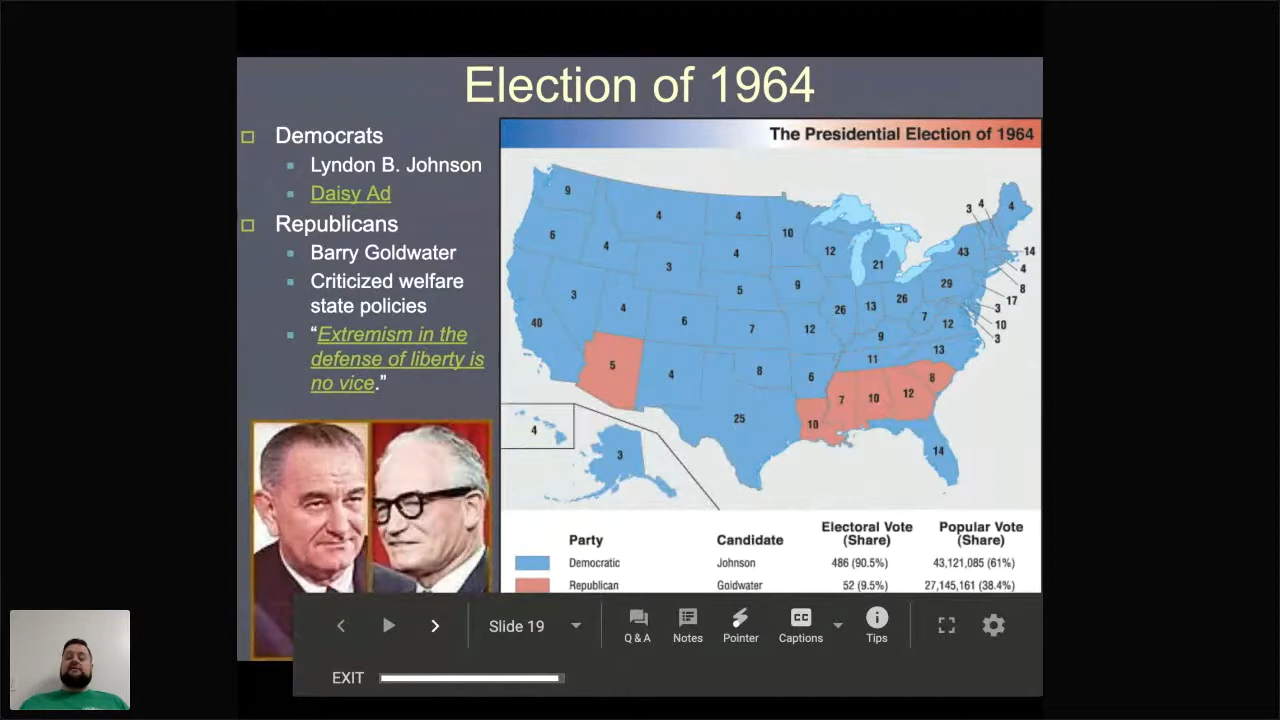 Election of 1964
Democrats
Lyndon B. Johnson
Daisy Ad
Republicans
Barry Goldwater
Criticized welfare
state policies
“Extremism in the
defense of liberty is
no vice.”
The Presidential Election of 1964
9
4
4
3
4
4
6
4
10
12
21
43
14
4
8
17
3
10
3
4
3
4
5
9
26
13
26
29
7
12
3
4
6
7
12
9
13
11
40
5
4
8
6
7
10
12
8
25
10
14
4
3
Electoral Vote
(Share)
Popular Vote
(Share)
Party
Candidate
Democratic
Johnson
486 (90.5%)
43,121,085 (61%)
Republican
Goldwater
52 (9.5%)
27,145,161 (38.4%)
Slide 19
Q & A
Notes
Pointer
CC
Captions
Tips
EXIT